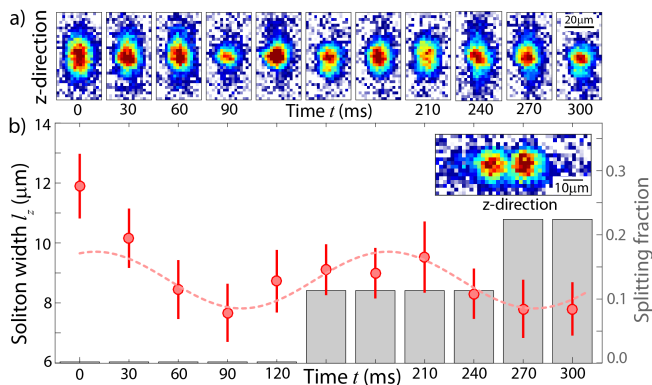 a)
z-direction
20μm
0 30 60 90 Time t (ms) 210 240 270 300
b)
14
12
10
8
6
Soliton width l_z (μm)
10μm
z-direction
0.3
0.2
0.1
0.0
Splitting fraction
0 30 60 90 120 Time t (ms) 210 240 270 300